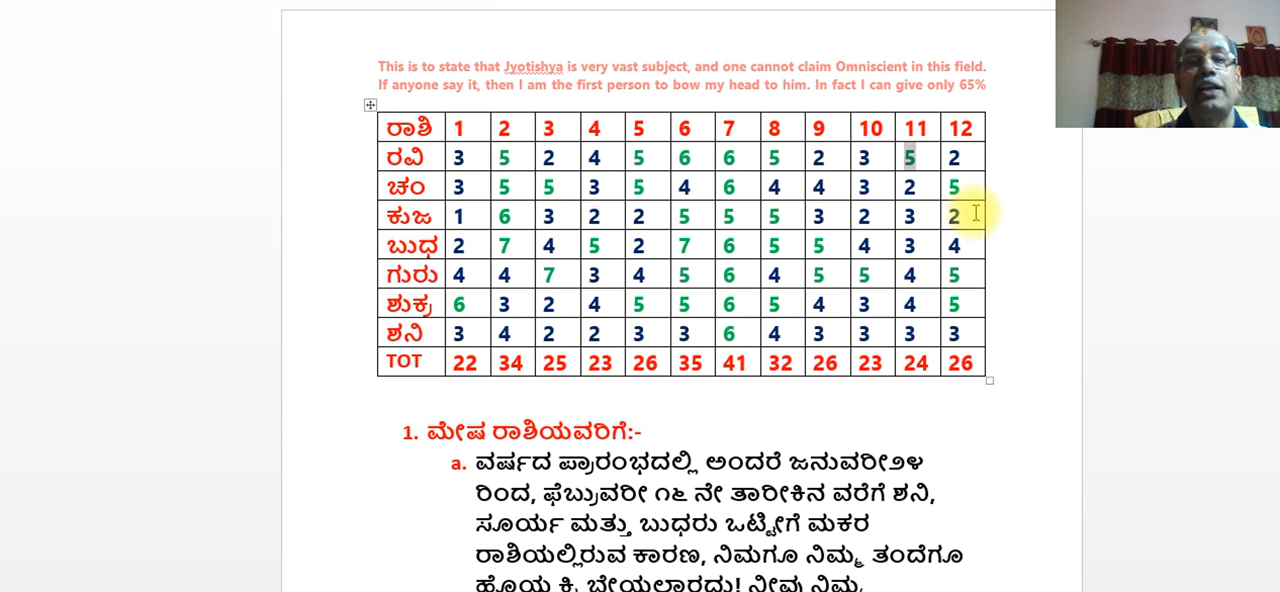 This is to state that Jyotishya is very vast subject, and one cannot claim Omniscient in this field.
If anyone say it, then I am the first person to bow my head to him. In fact I can give only 65%
ರಾಶಿ 1 2 3 4 5 6 7 8 9 10 11 12
ರವಿ 3 5 2 4 5 6 6 5 2 3 5 2
ಚಂ 3 5 5 3 5 4 6 4 4 3 2 5
ಕುಜ 1 6 3 2 2 5 5 5 3 2 3 2
ಬುಧ 2 7 4 5 2 7 6 5 5 4 3 4
ಗುರು 4 4 7 3 4 5 6 4 5 5 4 5
ಶುಕ್ರ 6 3 2 4 5 5 6 5 4 3 4 5
ಶನಿ 3 4 2 2 3 3 6 4 3 3 3 3
TOT 22 34 25 23 26 35 41 32 26 23 24 26
1. ಮೇಷ ರಾಶಿಯವರಿಗೆ:-
a. ವರ್ಷದ ಪ್ರಾರಂಭದಲ್ಲಿ ಅಂದರೆ ಜನುವರೀ೨೪
ರಿಂದ, ಫೆಬ್ರುವರೀ ೧೬ ನೇ ತಾರೀಕಿನ ವರೆಗೆ ಶನಿ,
ಸೂರ್ಯ ಮತ್ತು ಬುಧರು ಒಟ್ಟೀಗೆ ಮಕರ
ರಾಶಿಯಲ್ಲಿರುವ ಕಾರಣ, ನಿಮಗೂ ನಿಮ್ಮ ತಂದೆಗೂ
ನೀವು ನಿಮ್ಮ